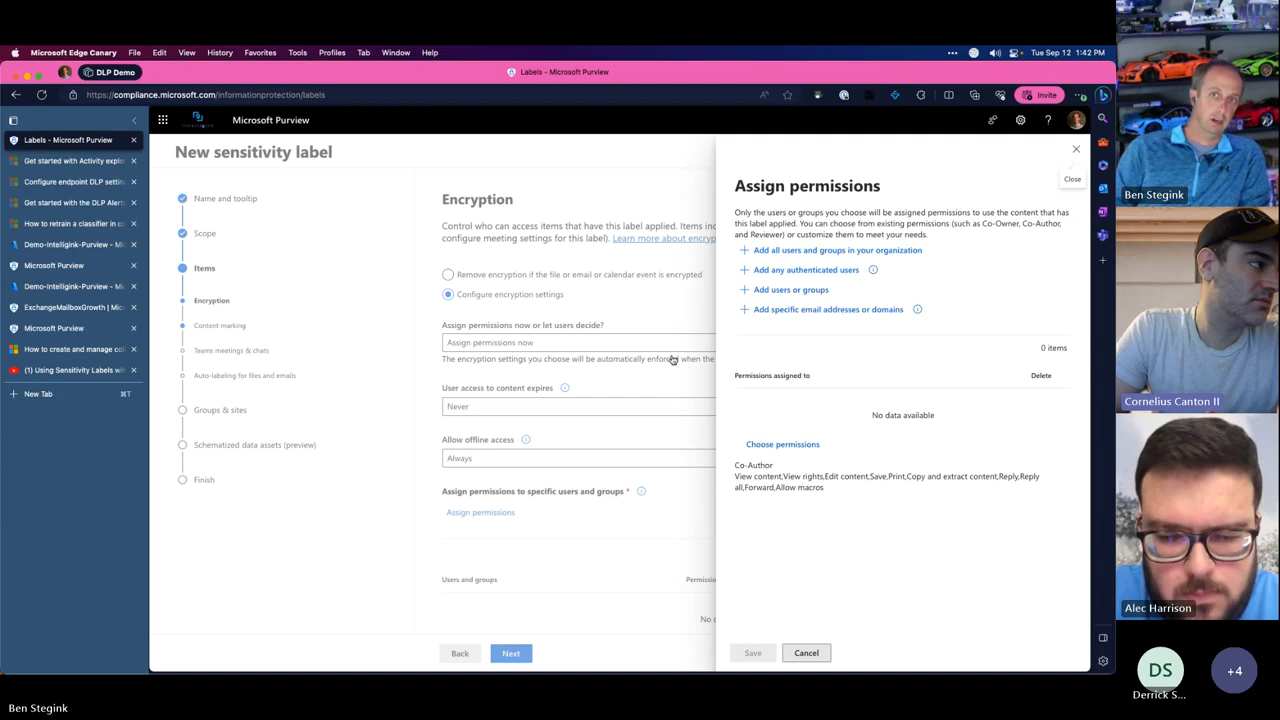 Microsoft Edge Canary File Edit View History Favorites Tools Profiles Tab Window Help
Tue Sep 12 1:42 PM
DLP Demo
Labels - Microsoft Purview
https://compliance.microsoft.com/informationprotection/labels
Invite
Labels - Microsoft Purview
Get started with Activity explo
Configure endpoint DLP settin
Get started with the DLP Alert
How to retrain a classifier in co
Demo-Intelligink-Purview - Mi
Microsoft Purview
Demo-Intelligink-Purview - Mi
ExchangeMailboxGrowth | Mic
Microsoft Purview
How to create and manage col
(1) Using Sensitivity Labels with
New Tab
⌘T
Microsoft Purview
New sensitivity label
Name and tooltip
Scope
Items
Encryption
Content marking
Teams meetings & chats
Auto-labeling for files and emails
Groups & sites
Schematized data assets (preview)
Finish
Encryption
Control who can access items that have this label applied. Items inc
configure meeting settings for this label). Learn more about encryp
Remove encryption if the file or email or calendar event is encrypted
Configure encryption settings
Assign permissions now or let users decide?
Assign permissions now
The encryption settings you choose will be automatically enforced when the
User access to content expires
Never
Allow offline access
Always
Assign permissions to specific users and groups *
Assign permissions
Users and groups
Permissio
No d
Back
Next
Close
Assign permissions
Only the users or groups you choose will be assigned permissions to use the content that has
this label applied. You can choose from existing permissions (such as Co-Owner, Co-Author,
and Reviewer) or customize them to meet your needs.
Add all users and groups in your organization
Add any authenticated users
Add users or groups
Add specific email addresses or domains
0 items
Permissions assigned to
Delete
No data available
Choose permissions
Co-Author
View content,View rights,Edit content,Save,Print,Copy and extract content,Reply,Reply
all,Forward,Allow macros
Save
Cancel
Ben Stegink
Cornelius Canton II
Alec Harrison
DS
Derrick S...
+4
Ben Stegink